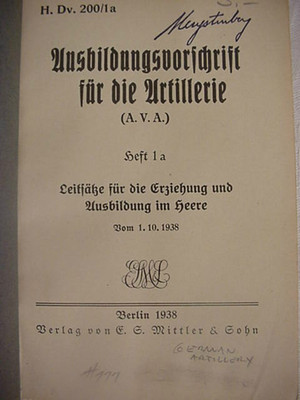 H. Dv. 200/1a
Ausbildungsvorschrift
für die Artillerie
(A. V. A.)
Heft 1a
Leitsätze für die Erziehung und
Ausbildung im Heere
Vom 1. 10. 1938
Berlin 1938
Verlag von E. S. Mittler & Sohn
GERMAN
ARTILLERY